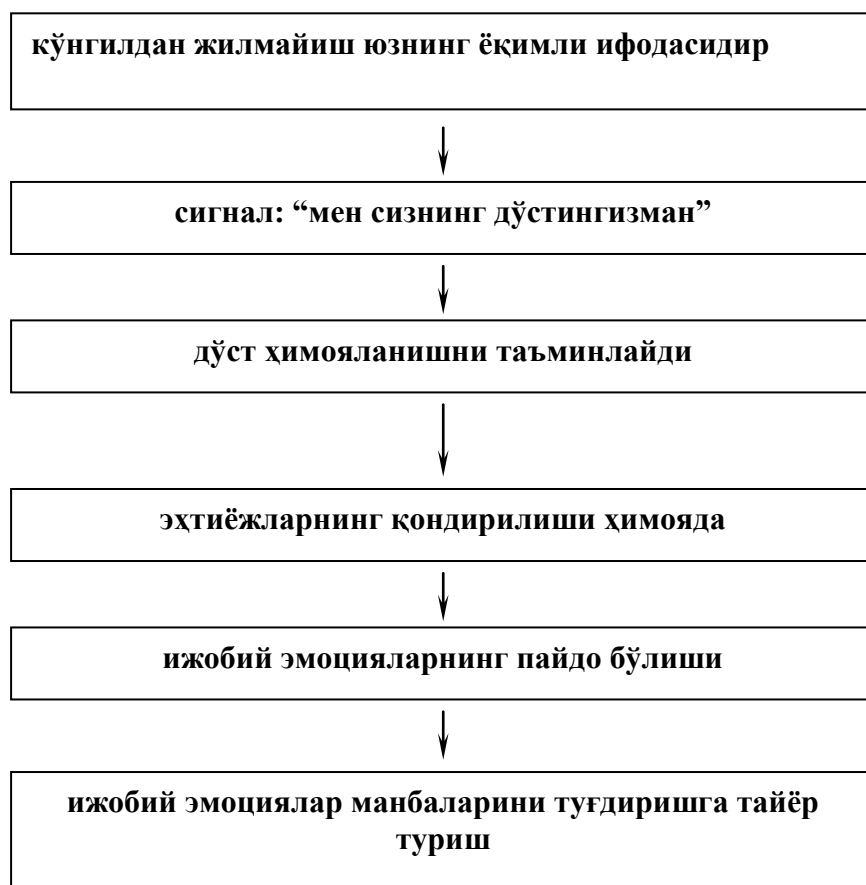 кўнгилдан жилмайиш юзнинг ёқимли ифодасидир
сигнал: “мен сизнинг дўстингизман”
дўст ҳимояланишни таъминлайди
эҳтиёжларнинг қондирилиши ҳимояда
ижобий эмоцияларнинг пайдо бўлиши
ижобий эмоциялар манбаларини туғдиришга тайёр
туриш